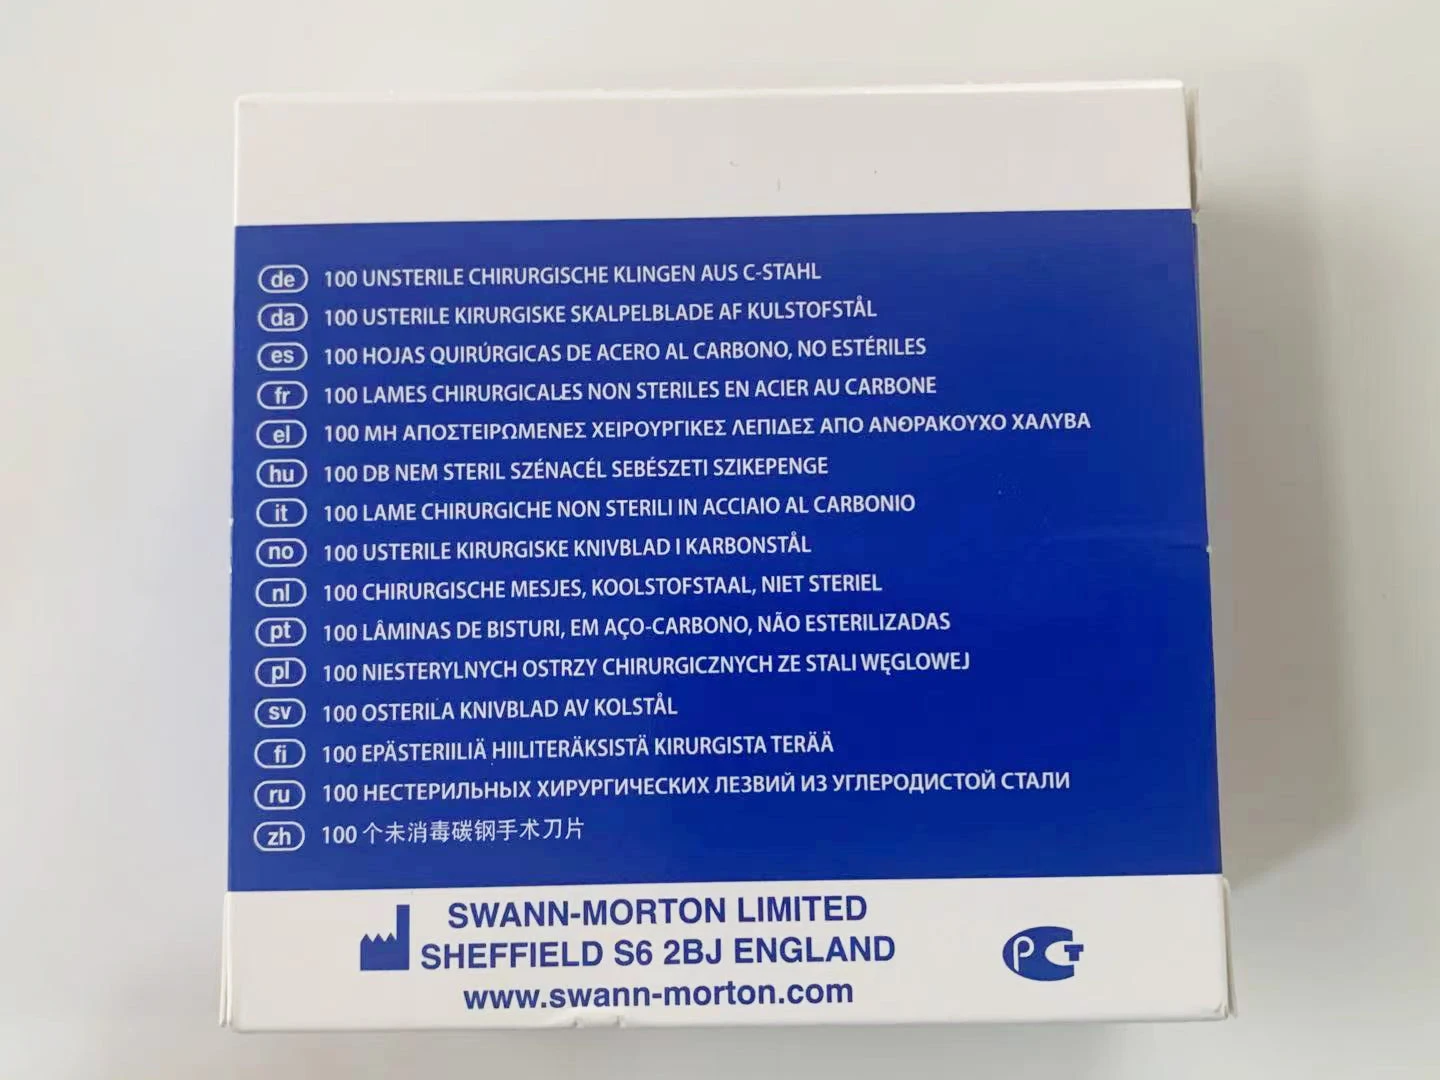 de 100 UNSTERILE CHIRURGISCHE KLINGEN AUS C-STAHL
da 100 USTERILE KIRURGISKE SKALPELBLADE AF KULSTOFSTÅL
es 100 HOJAS QUIRÚRGICAS DE ACERO AL CARBONO, NO ESTÉRILES
fr 100 LAMES CHIRURGICALES NON STERILES EN ACIER AU CARBONE
el 100 ΜΗ ΑΠΟΣΤΕΙΡΩΜΕΝΕΣ ΧΕΙΡΟΥΡΓΙΚΕΣ ΛΕΠΙΔΕΣ ΑΠΟ ΑΝΘΡΑΚΟΥΧΟ ΧΑΛΥΒΑ
hu 100 DB NEM STERIL SZÉNACÉL SEBÉSZETI SZIKEPENGE
it 100 LAME CHIRURGICHE NON STERILI IN ACCIAIO AL CARBONIO
no 100 USTERILE KIRURGISKE KNIVBLAD I KARBONSTÅL
nl 100 CHIRURGISCHE MESJES, KOOLSTOFSTAAL, NIET STERIEL
pt 100 LÂMINAS DE BISTURI, EM AÇO-CARBONO, NÃO ESTERILIZADAS
pl 100 NIESTERYLNYCH OSTRZY CHIRURGICZNYCH ZE STALI WĘGLOWEJ
sv 100 OSTERILA KNIVBLAD AV KOLSTÅL
fi 100 EPÄSTERIILIÄ HIILITERÄKSISTÄ KIRURGISTA TERÄÄ
ru 100 НЕСТЕРИЛЬНЫХ ХИРУРГИЧЕСКИХ ЛЕЗВИЙ ИЗ УГЛЕРОДИСТОЙ СТАЛИ
zh 100 个未消毒碳钢手术刀片
SWANN-MORTON LIMITED
SHEFFIELD S6 2BJ ENGLAND
www.swann-morton.com
РСТ